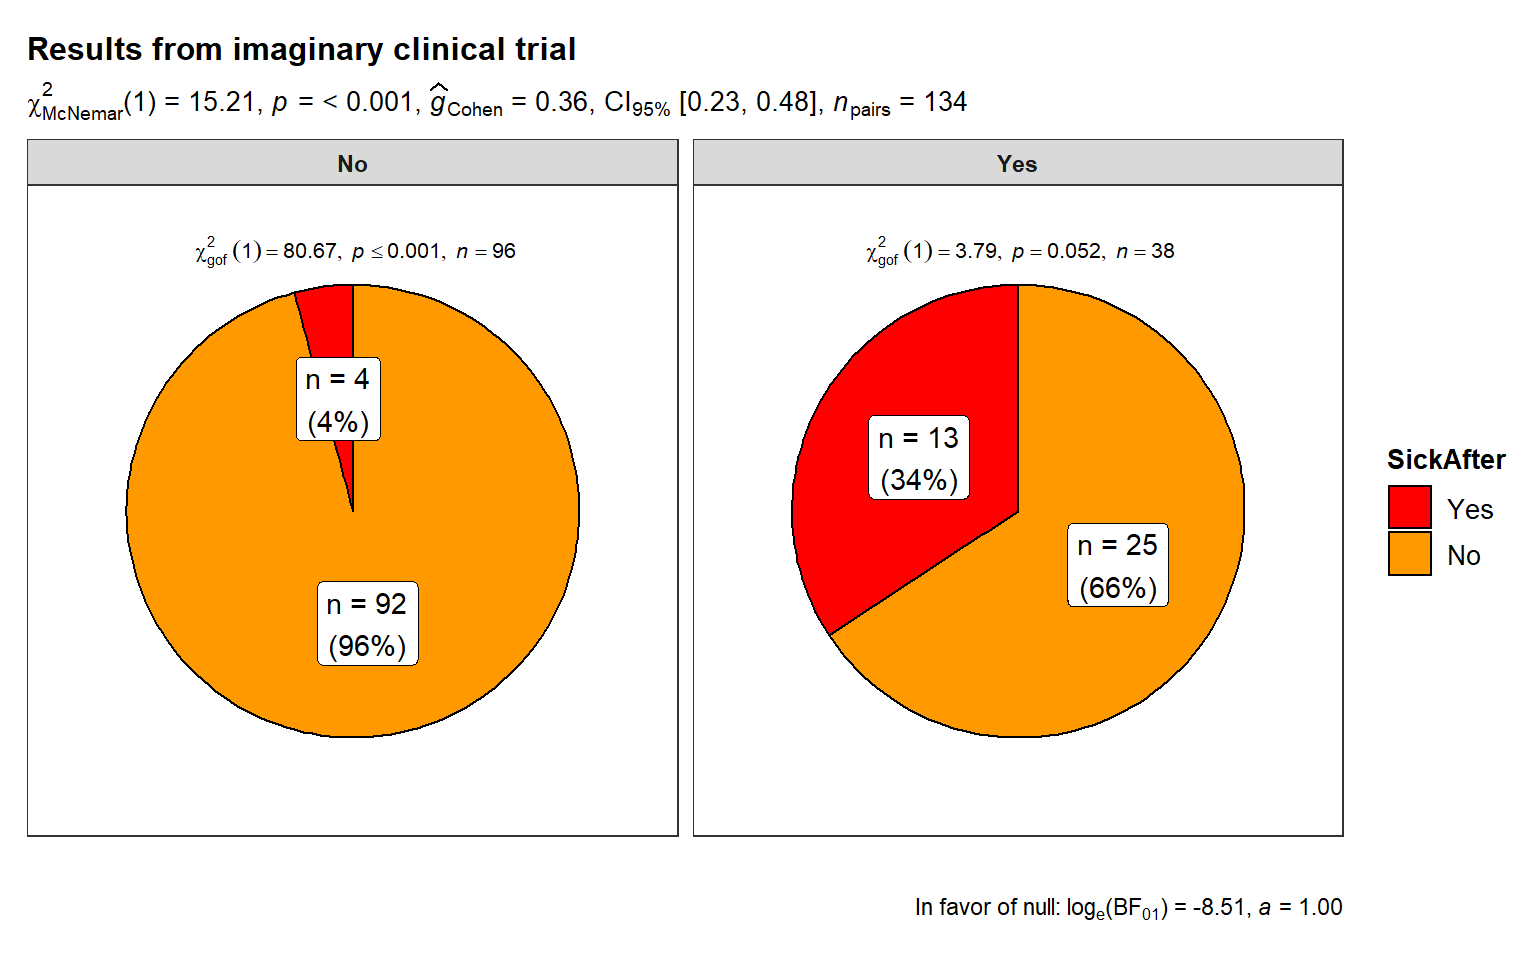 Results from imaginary clinical trial
χ²McNemar(1) = 15.21, p = < 0.001, ĝCohen = 0.36, CI95% [0.23, 0.48], npairs = 134
No
χ²gof (1) = 80.67, p ≤ 0.001, n = 96
n = 4
(4%)
n = 92
(96%)
Yes
χ²gof (1) = 3.79, p = 0.052, n = 38
n = 13
(34%)
n = 25
(66%)
SickAfter
Yes
No
In favor of null: loge(BF01) = -8.51, a = 1.00